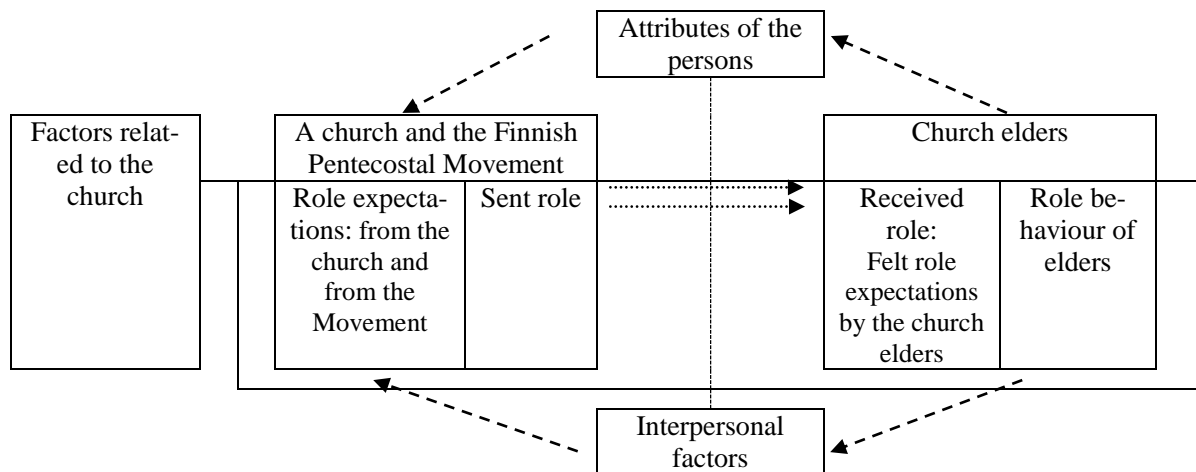 Attributes of the
persons
Factors relat-
ed to the
church
A church and the Finnish
Pentecostal Movement
Role expecta-
tions: from the
church and
from the
Movement
Sent role
Church elders
Received
role:
Felt role
expectations
by the church
elders
Role be-
haviour of
elders
Interpersonal
factors